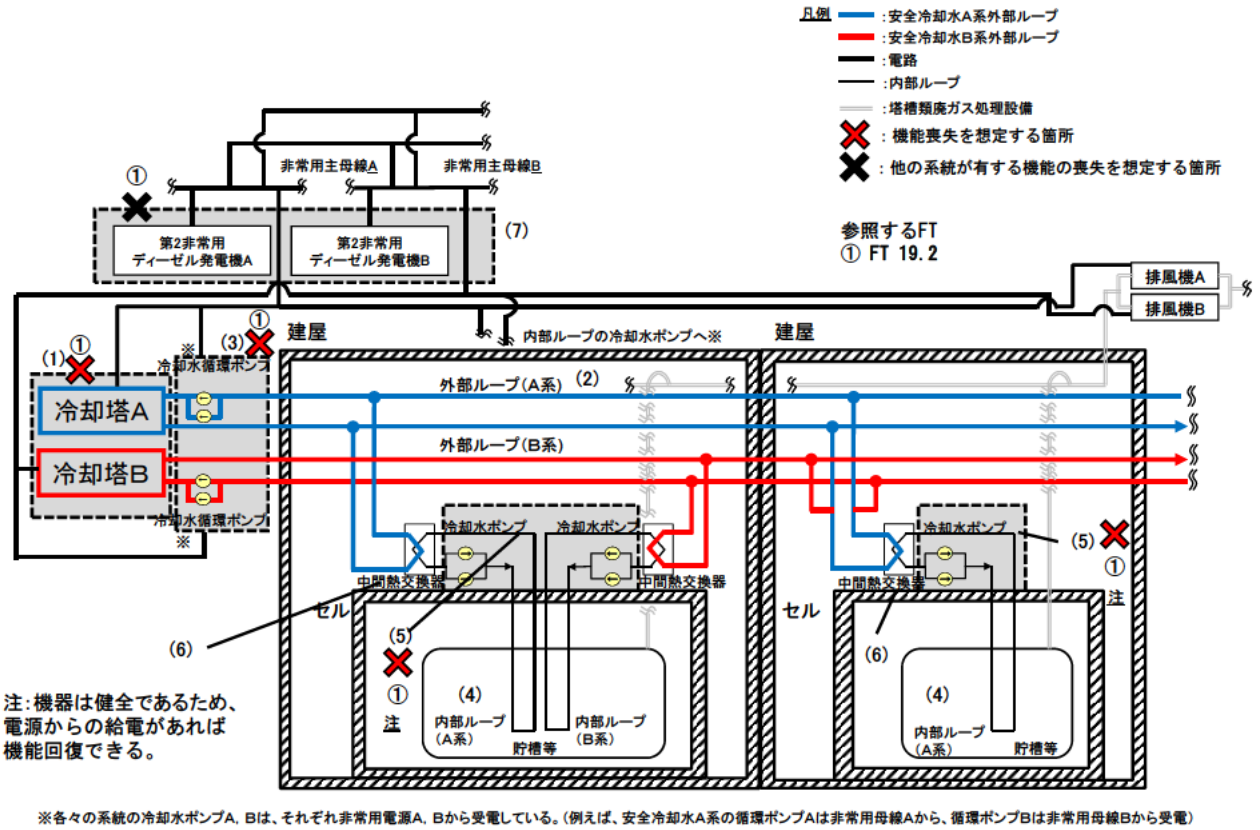 凡例
:安全冷却水A系外部ループ
:安全冷却水B系外部ループ
:電路
:内部ループ
:塔槽類廃ガス処理設備
:機能喪失を想定する箇所
:他の系統が有する機能の喪失を想定する箇所
参照するFT
① FT 19.2
非常用主母線A
非常用主母線B
①
第2非常用
ディーゼル発電機A
第2非常用
ディーゼル発電機B
(7)
排風機A
排風機B
内部ループの冷却水ポンプへ※
建屋
建屋
(1)
①
(3)
①
※
冷却水循環ポンプ
冷却塔A
冷却塔B
冷却水循環ポンプ
※
外部ループ(A系)
(2)
外部ループ(B系)
冷却水ポンプ
冷却水ポンプ
中間熱交換器
中間熱交換器
セル
(6)
(5)
①
注
(4)
内部ループ
(A系)
内部ループ
(B系)
貯槽等
冷却水ポンプ
(5)
①
注
中間熱交換器
セル
(6)
(4)
内部ループ
(A系)
貯槽等
注:機器は健全であるため、
電源からの給電があれば
機能回復できる。
※各々の系統の冷却水ポンプA, Bは、それぞれ非常用電源A, Bから受電している。(例えば、安全冷却水A系の循環ポンプAは非常用母線Aから、循環ポンプBは非常用母線Bから受電)